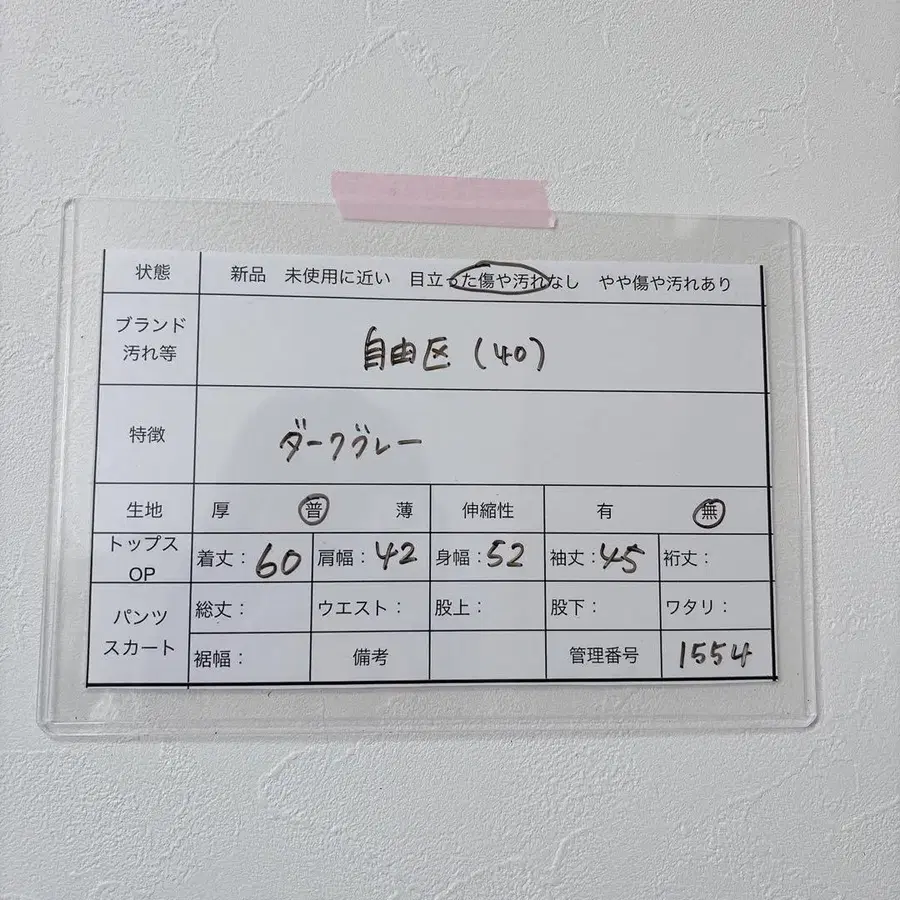 状態 新品 未使用に近い 目立った傷や汚れなし やや傷や汚れあり
ブランド
汚れ等
自由区(40)
特徴 ダークグレー
生地 厚 普 薄 伸縮性 有 無
トップス
OP
着丈:60 肩幅:42 身幅:52 袖丈:45 裄丈:
パンツ
スカート
総丈: ウエスト: 股上: 股下: ワタリ:
裾幅: 備考 管理番号 1554